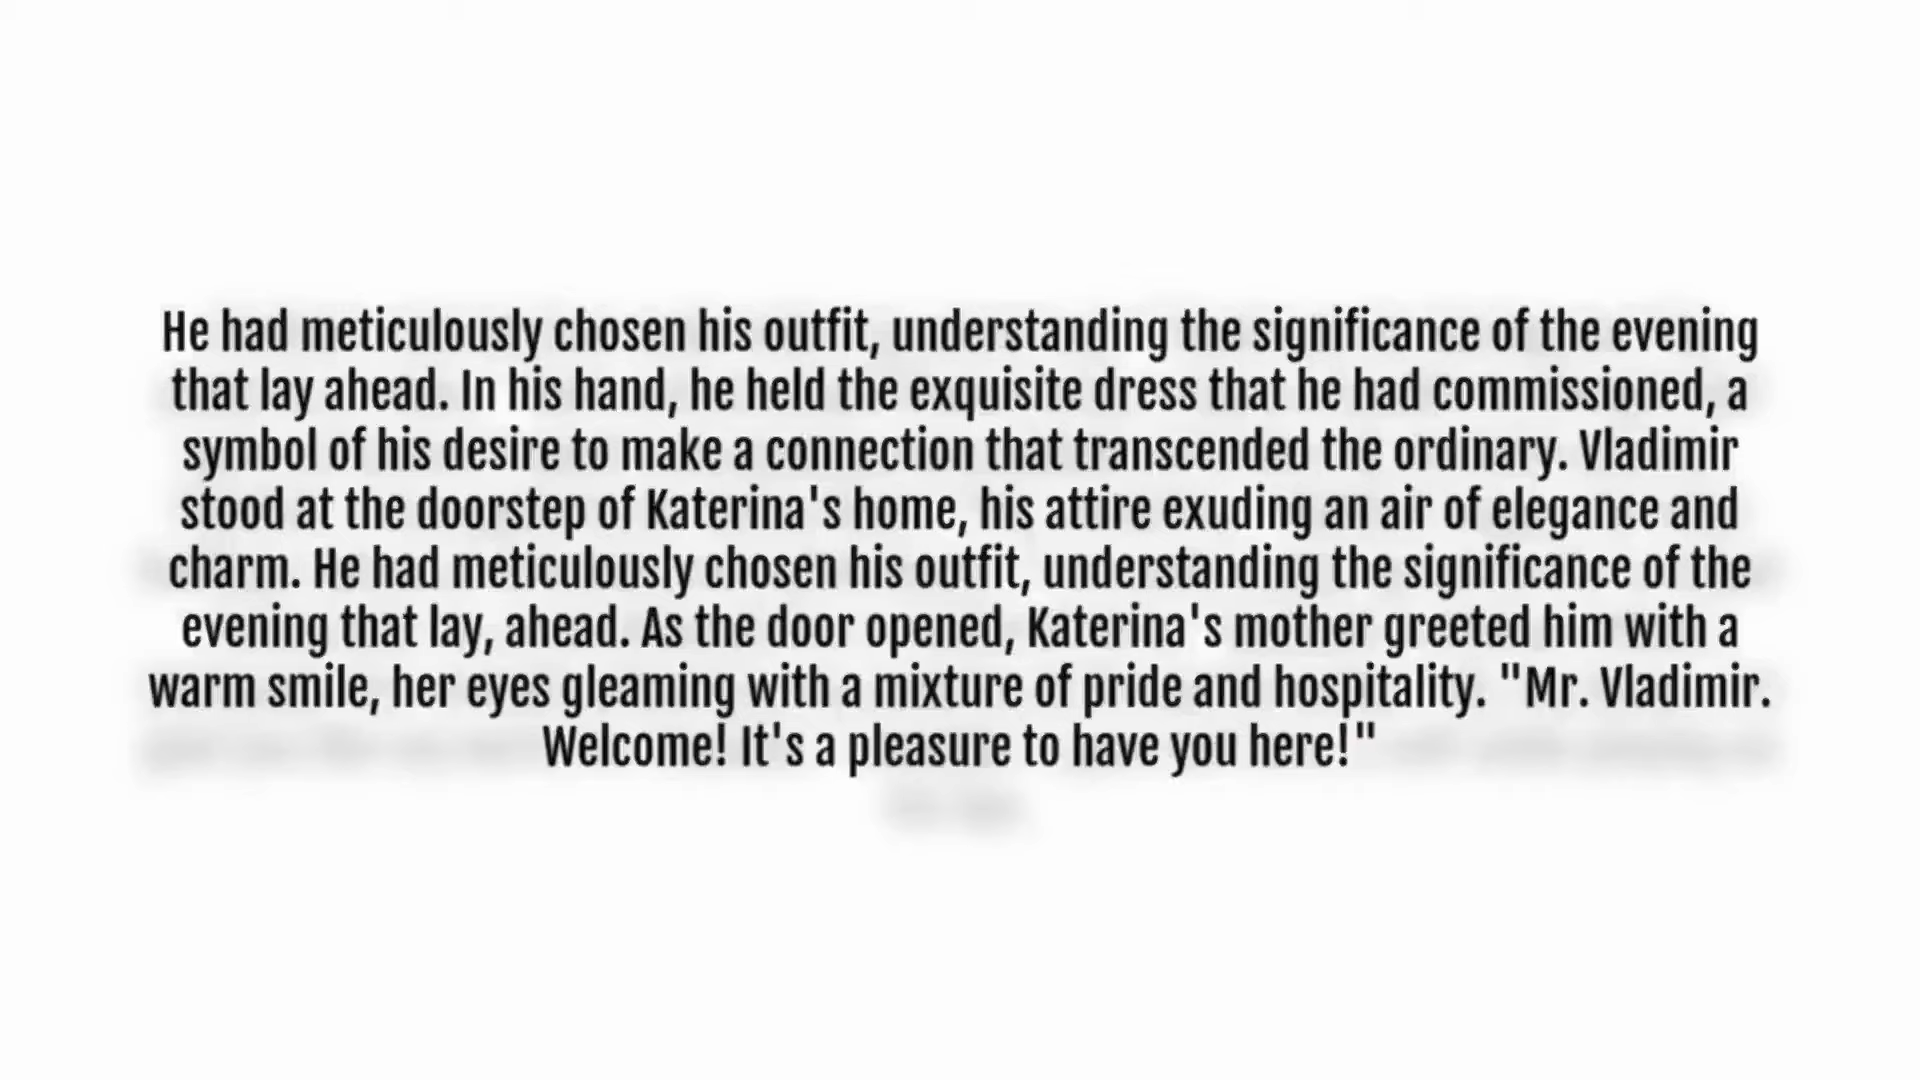 He had meticulously chosen his outfit, understanding the significance of the evening
that lay ahead. In his hand, he held the exquisite dress that he had commissioned, a
symbol of his desire to make a connection that transcended the ordinary. Vladimir
stood at the doorstep of Katerina's home, his attire exuding an air of elegance and
charm. He had meticulously chosen his outfit, understanding the significance of the
evening that lay, ahead. As the door opened, Katerina's mother greeted him with a
warm smile, her eyes gleaming with a mixture of pride and hospitality. "Mr. Vladimir.
Welcome! It's a pleasure to have you here!"